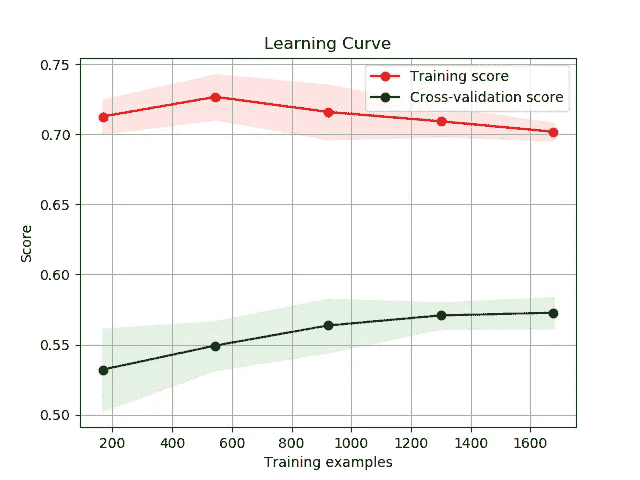 Learning Curve
Training score
Cross-validation score
0.75
0.70
0.65
0.60
0.55
0.50
Score
200 400 600 800 1000 1200 1400 1600
Training examples